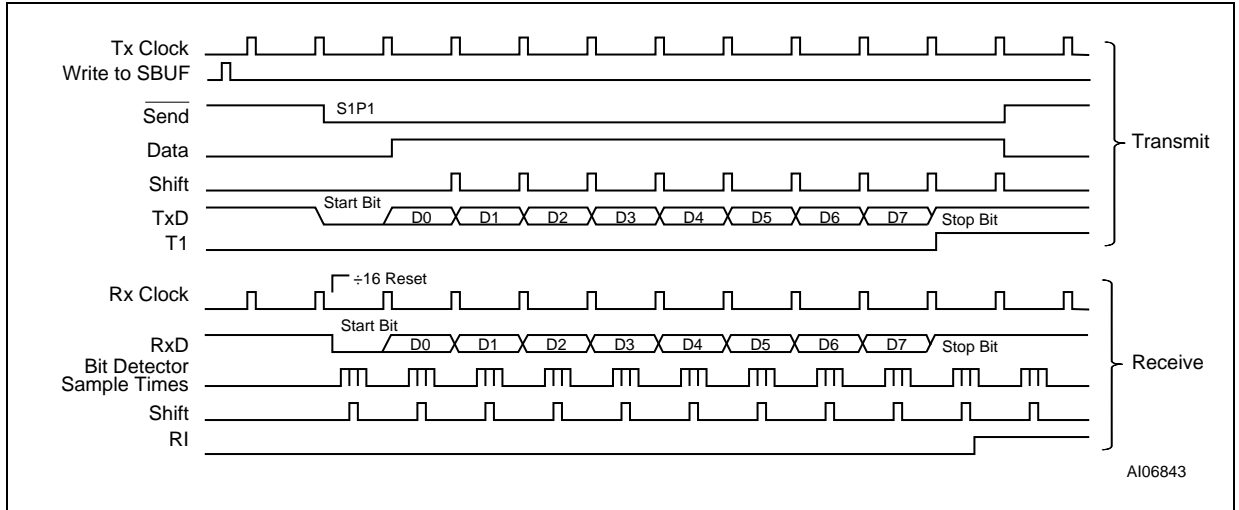 Tx Clock
Write to SBUF
Send
S1P1
Data
Transmit
Shift
TxD
Start Bit
D0 D1 D2 D3 D4 D5 D6 D7
Stop Bit
T1
÷16 Reset
Rx Clock
RxD
Start Bit
D0 D1 D2 D3 D4 D5 D6 D7
Stop Bit
Bit Detector
Sample Times
Receive
Shift
RI
AI06843